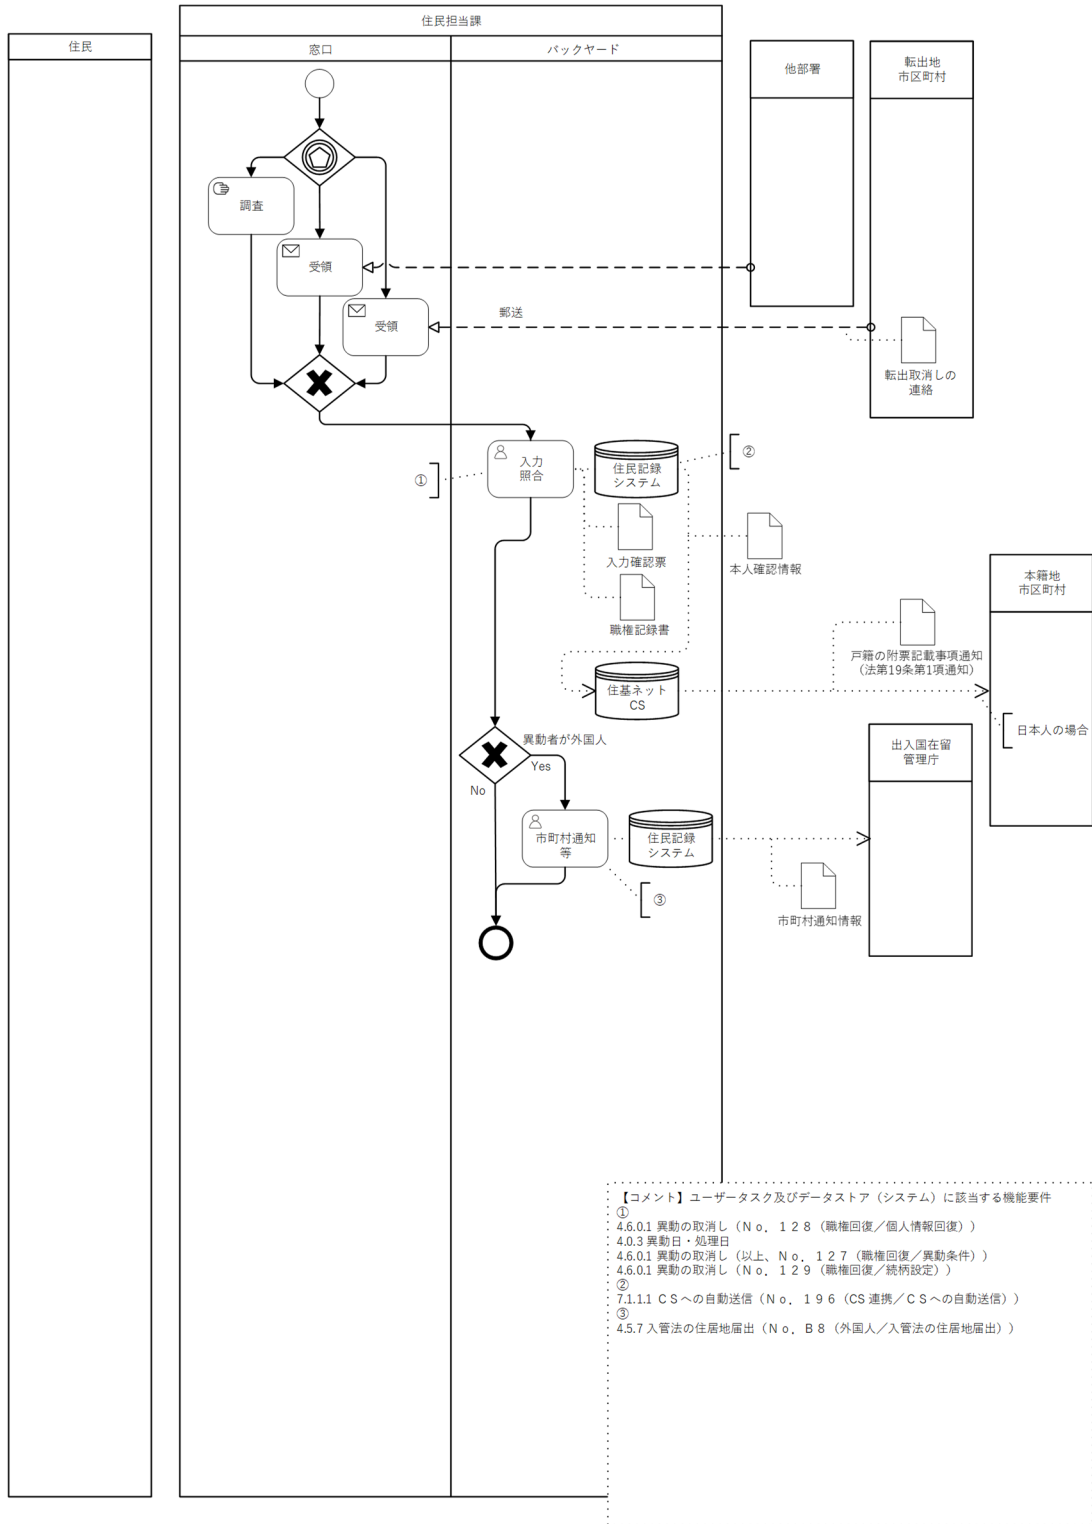 住民担当課
住民
窓口
バックヤード
他部署
転出地
市区町村
調査
受領
郵送
受領
転出取消しの
連絡
入力
照合
住民記録
システム
①
②
入力確認票
本人確認情報
職権記録書
本籍地
市区町村
戸籍の附票記載事項通知
（法第19条第1項通知）
住基ネット
CS
日本人の場合
異動者が外国人
Yes
No
出入国在留
管理庁
市町村通知
等
住民記録
システム
③
市町村通知情報
【コメント】ユーザータスク及びデータストア（システム）に該当する機能要件
①
4.6.0.1 異動の取消し（Ｎｏ．１２８（職権回復／個人情報回復））
4.0.3 異動日・処理日
4.6.0.1 異動の取消し（以上、Ｎｏ．１２７（職権回復／異動条件））
4.6.0.1 異動の取消し（Ｎｏ．１２９（職権回復／続柄設定））
②
7.1.1.1 ＣＳへの自動送信（Ｎｏ．１９６（CS 連携／ＣＳへの自動送信））
③
4.5.7 入管法の住居地届出（Ｎｏ．Ｂ８（外国人／入管法の住居地届出））